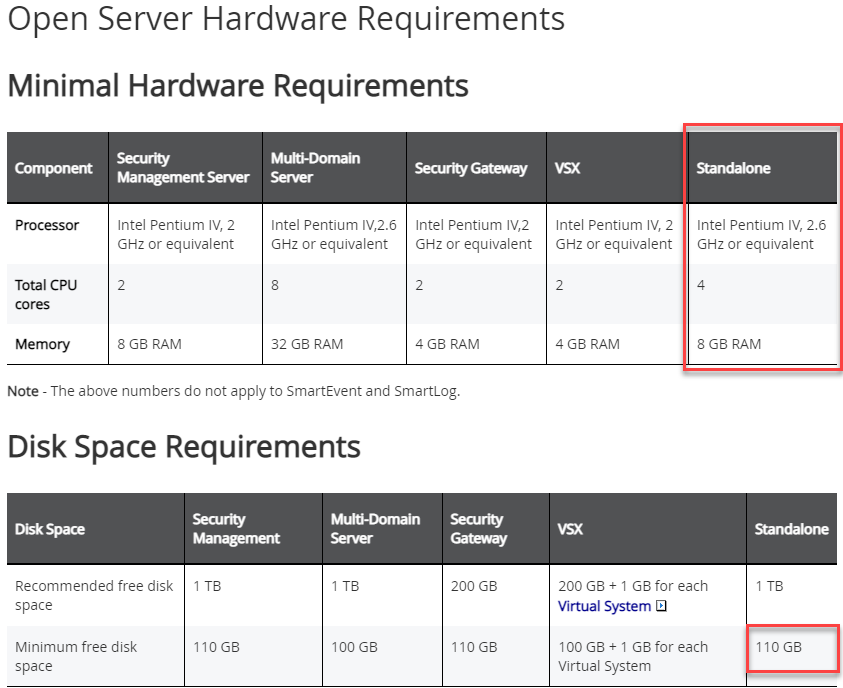 Open Server Hardware Requirements
Minimal Hardware Requirements
Component
Security
Management Server
Multi-Domain
Server
Security Gateway
VSX
Standalone
Processor
Intel Pentium IV, 2
GHz or equivalent
Intel Pentium IV,2.6
GHz or equivalent
Intel Pentium IV,2
GHz or equivalent
Intel Pentium IV, 2
GHz or equivalent
Intel Pentium IV, 2.6
GHz or equivalent
Total CPU
cores
2
8
2
2
4
Memory
8 GB RAM
32 GB RAM
4 GB RAM
4 GB RAM
8 GB RAM
Note - The above numbers do not apply to SmartEvent and SmartLog.
Disk Space Requirements
Disk Space
Security
Management
Multi-Domain
Server
Security
Gateway
VSX
Standalone
Recommended free disk
space
1 TB
1 TB
200 GB
200 GB + 1 GB for each
Virtual System
1 TB
Minimum free disk
space
110 GB
100 GB
110 GB
100 GB + 1 GB for each
Virtual System
110 GB